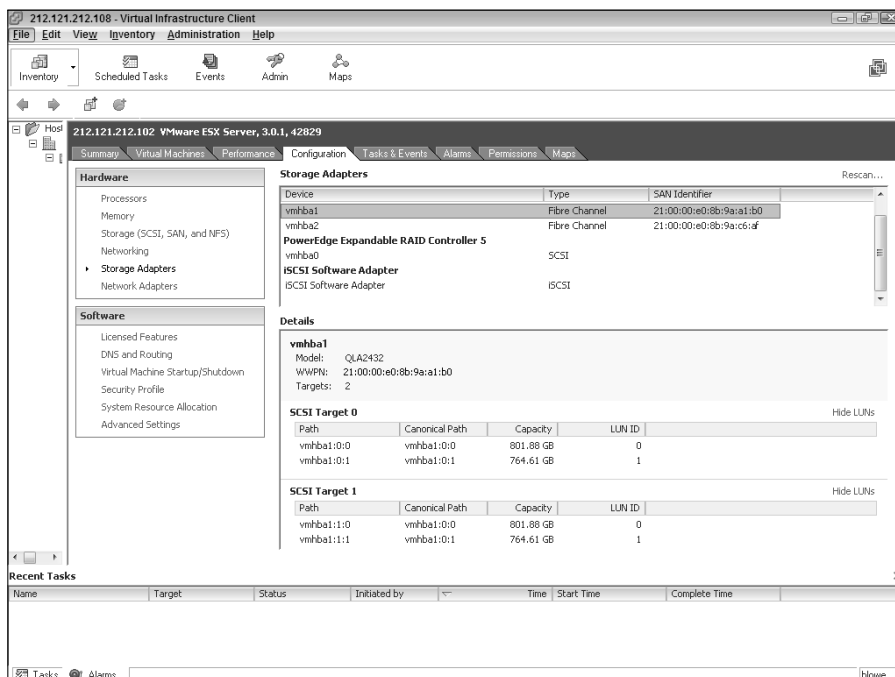 212.121.212.108 - Virtual Infrastructure Client
File Edit View Inventory Administration Help
Inventory Scheduled Tasks Events Admin Maps
Host
212.121.212.102 VMware ESX Server, 3.0.1, 42829
Summary Virtual Machines Performance Configuration Tasks & Events Alarms Permissions Maps
Hardware
Processors
Memory
Storage (SCSI, SAN, and NFS)
Networking
Storage Adapters
Network Adapters
Software
Licensed Features
DNS and Routing
Virtual Machine Startup/Shutdown
Security Profile
System Resource Allocation
Advanced Settings
Storage Adapters Rescan...
Device Type SAN Identifier
vmhba1 Fibre Channel 21:00:00:e0:8b:9a:a1:b0
vmhba2 Fibre Channel 21:00:00:e0:8b:9a:c6:af
PowerEdge Expandable RAID Controller 5
vmhba0 SCSI
iSCSI Software Adapter
iSCSI Software Adapter iSCSI
Details
vmhba1
Model: QLA2432
WWPN: 21:00:00:e0:8b:9a:a1:b0
Targets: 2
SCSI Target 0 Hide LUNs
Path Canonical Path Capacity LUN ID
vmhba1:0:0 vmhba1:0:0 801.88 GB 0
vmhba1:0:1 vmhba1:0:1 764.61 GB 1
SCSI Target 1 Hide LUNs
Path Canonical Path Capacity LUN ID
vmhba1:1:0 vmhba1:0:0 801.88 GB 0
vmhba1:1:1 vmhba1:0:1 764.61 GB 1
Recent Tasks
Name Target Status Initiated by Time Start Time Complete Time
Tasks Alarms blowe